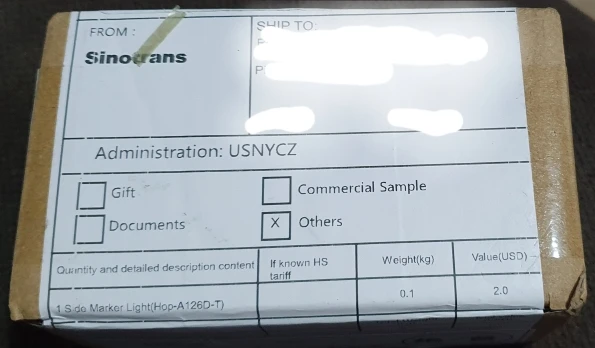 FROM :
Sinotrans
SHIP TO:
P
Administration: USNYCZ
Gift
Commercial Sample
Documents
X Others
Quantity and detailed description content
If known HS
tariff
Weight(kg)
Value(USD)
1 Side Marker Light(Hop-A126D-T)
0.1
2.0